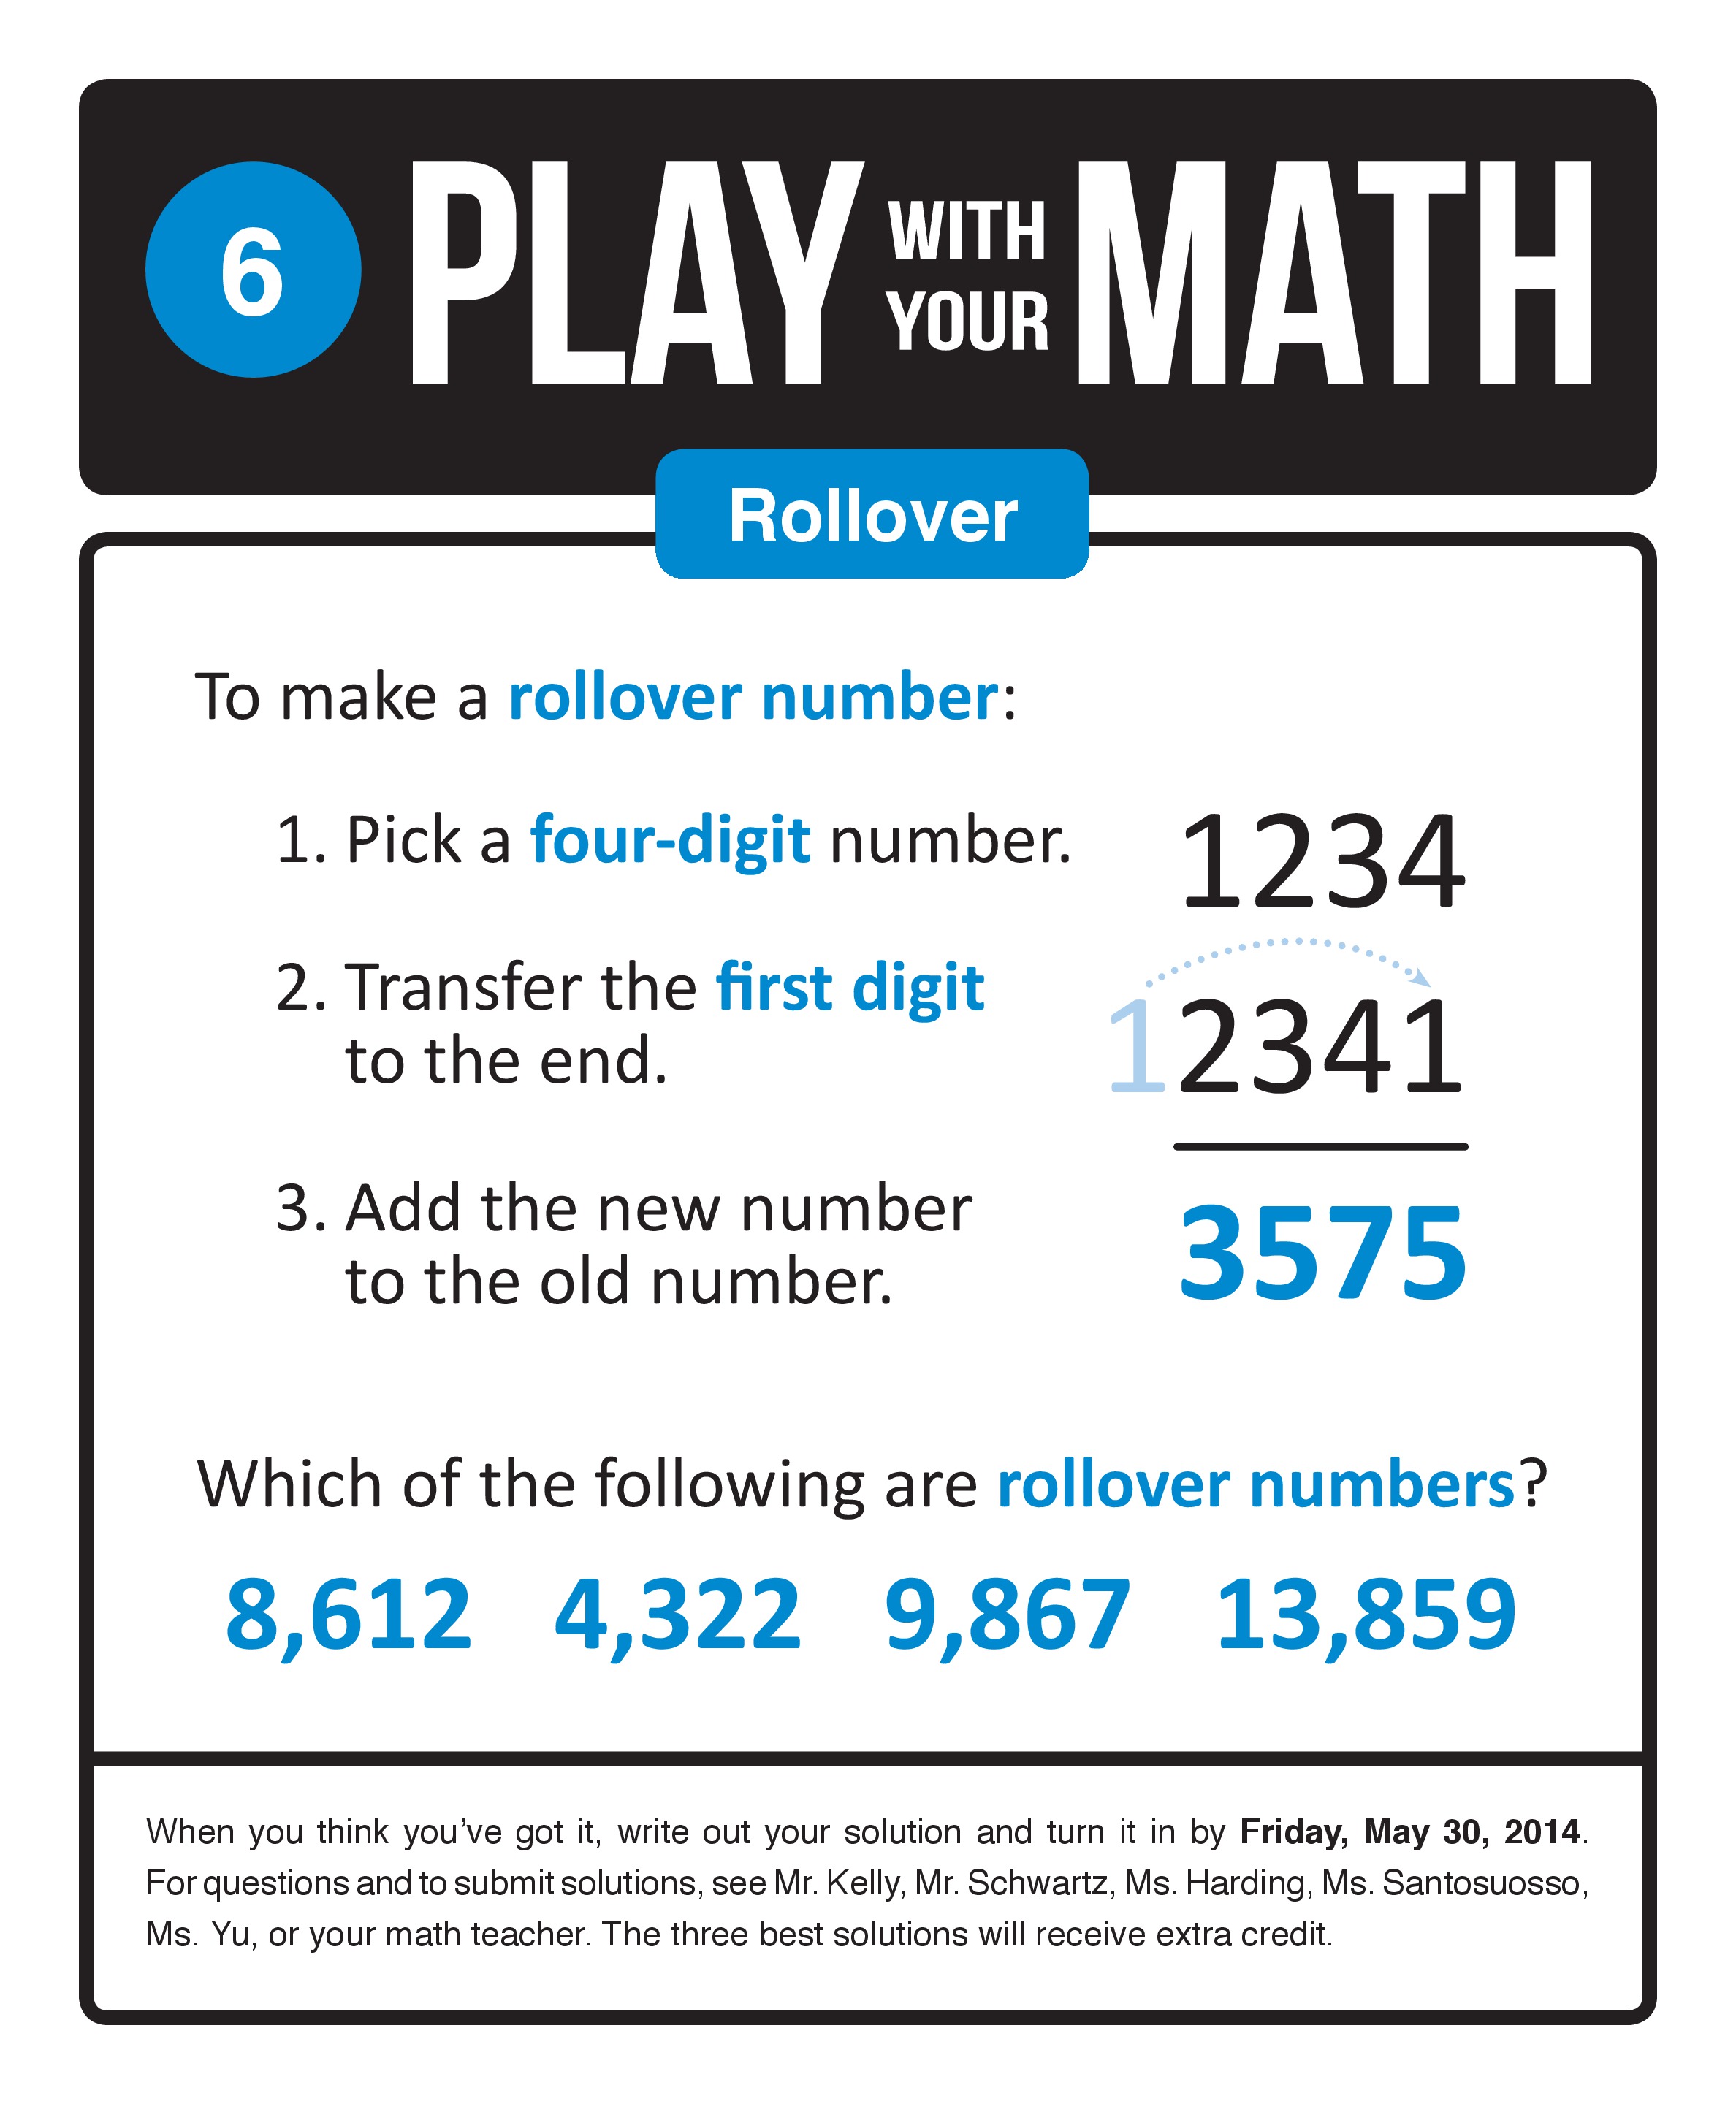 6
PLAY WITH YOUR MATH
Rollover
To make a rollover number:
1. Pick a four-digit number.
1234
2. Transfer the first digit
to the end.
12341
3. Add the new number
to the old number.
3575
Which of the following are rollover numbers?
8,612 4,322 9,867 13,859
When you think you've got it, write out your solution and turn it in by Friday, May 30, 2014.
For questions and to submit solutions, see Mr. Kelly, Mr. Schwartz, Ms. Harding, Ms. Santosuosso,
Ms. Yu, or your math teacher. The three best solutions will receive extra credit.